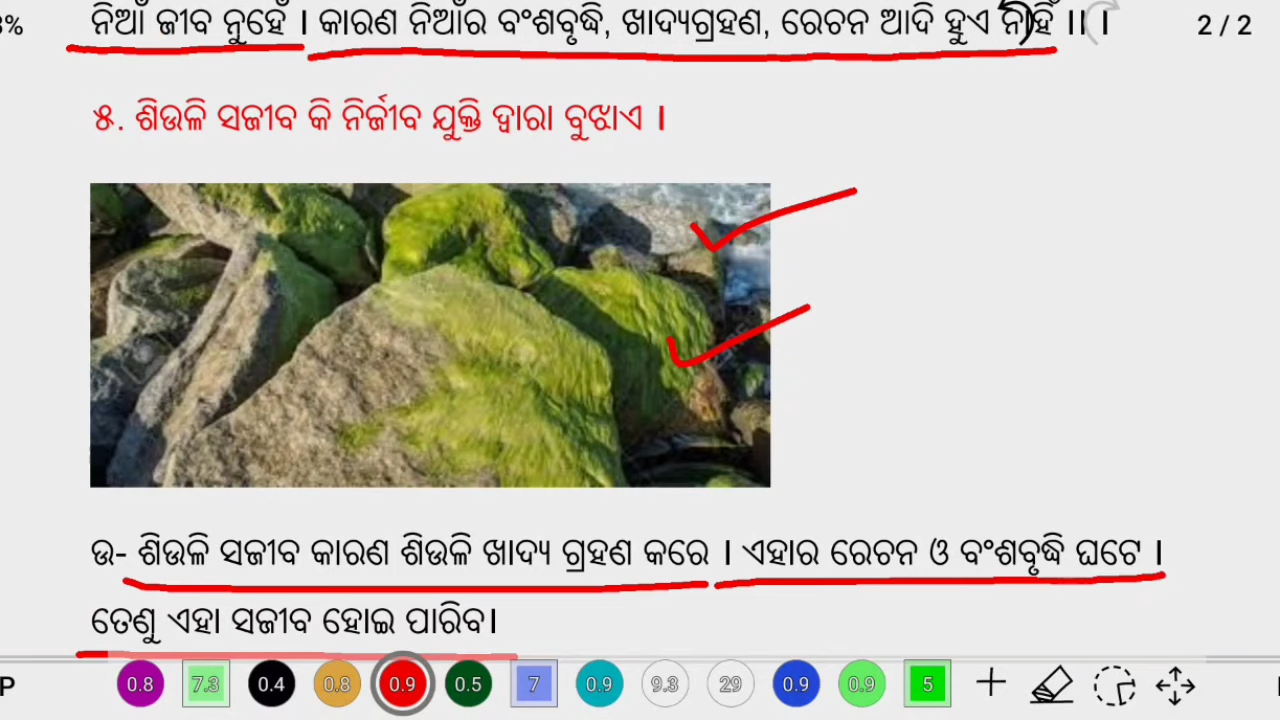 ନିଆଁ ଜୀବ ନୁହେଁ । କାରଣ ନିଆଁର ବଂଶବୃଦ୍ଧି, ଖାଦ୍ୟଗ୍ରହଣ, ରେଚନ ଆଦି ହୁଏ ନାହିଁ ।। । 2 / 2
୫. ଶିଉଳି ସଜୀବ କି ନିର୍ଜୀବ ଯୁକ୍ତି ଦ୍ୱାରା ବୁଝାଏ ।
ଉ- ଶିଉଳି ସଜୀବ କାରଣ ଶିଉଳି ଖାଦ୍ୟ ଗ୍ରହଣ କରେ । ଏହାର ରେଚନ ଓ ବଂଶବୃଦ୍ଧି ଘଟେ ।
ତେଣୁ ଏହା ସଜୀବ ହୋଇ ପାରିବ।
0.8 7.3 0.4 0.8 0.9 0.5 7 0.9 9.3 29 0.9 0.9 5